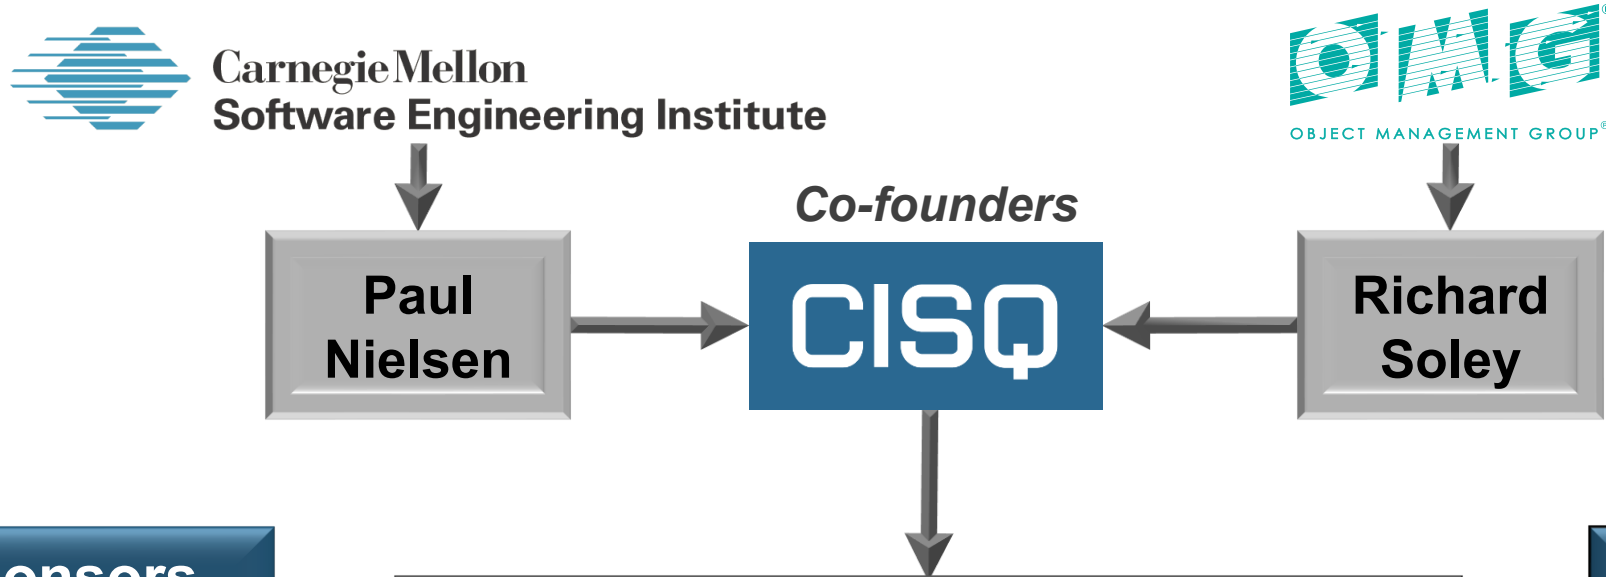 Carnegie Mellon
Software Engineering Institute
OMG®
OBJECT MANAGEMENT GROUP®
Co-founders
Paul
Nielsen
CISQ
Richard
Soley